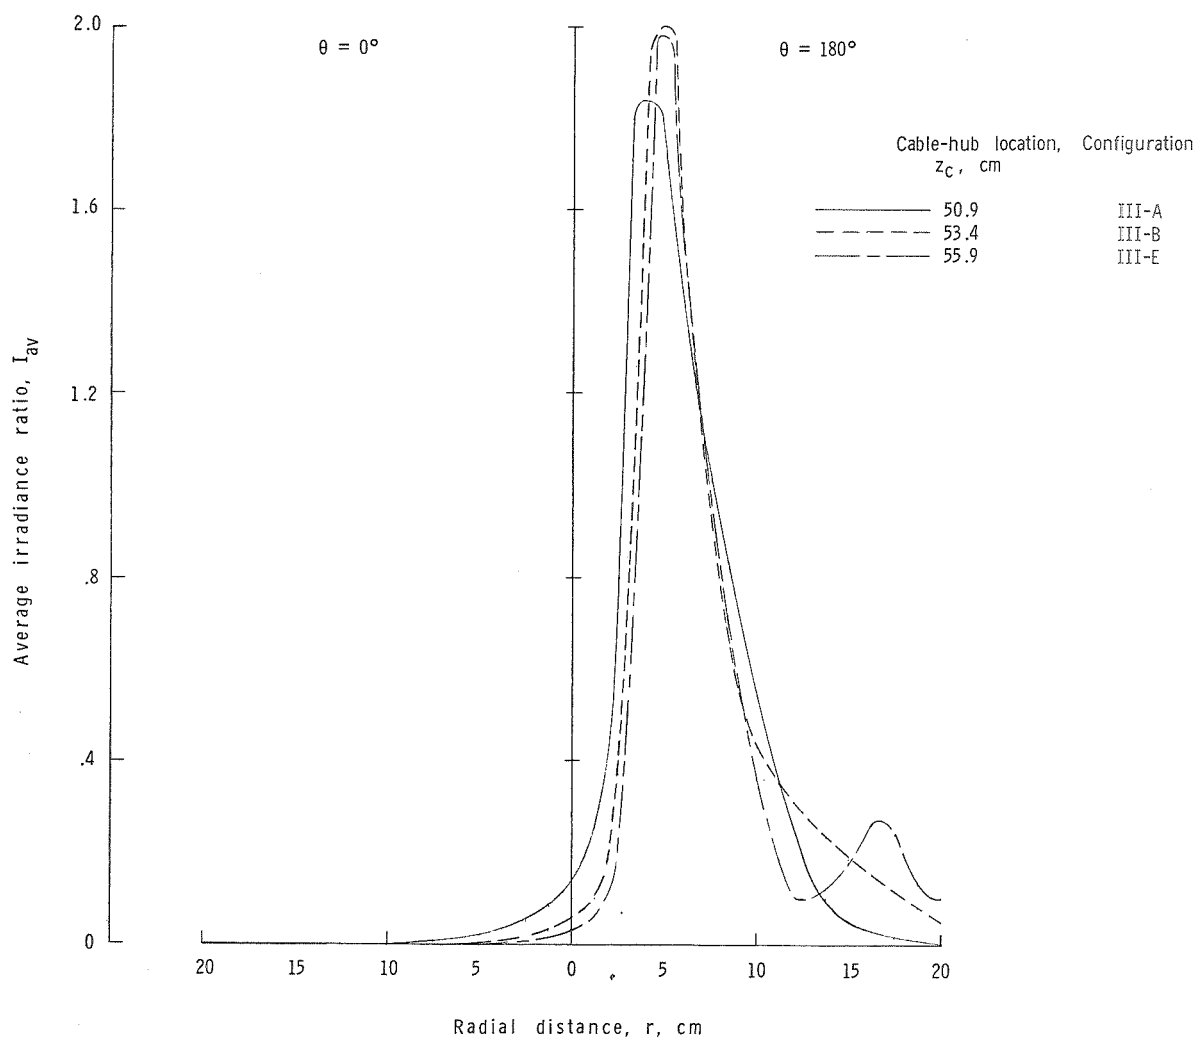 2.0
θ = 0°
θ = 180°
Cable-hub location, Configuration
z_c, cm
50.9 III-A
53.4 III-B
55.9 III-E
1.6
1.2
.8
.4
0
Average irradiance ratio, I_av
20 15 10 5 0 5 10 15 20
Radial distance, r, cm